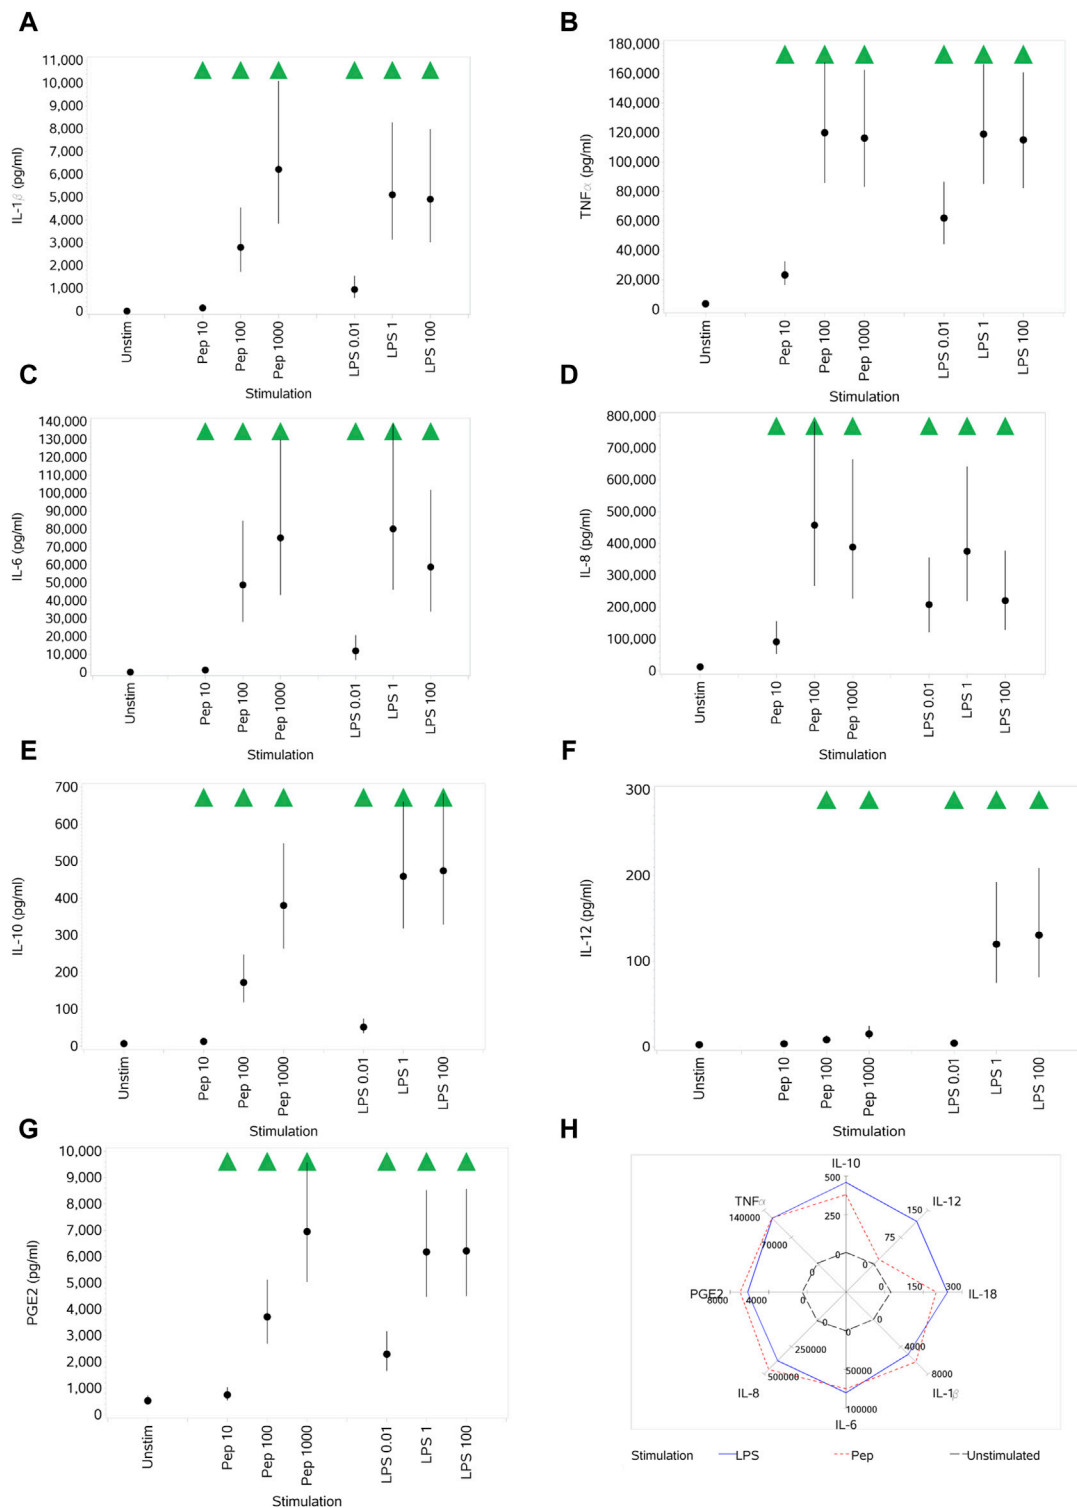 A
IL-1β (pg/ml)
11,000
10,000
9,000
8,000
7,000
6,000
5,000
4,000
3,000
2,000
1,000
0
Unstim
Pep 10
Pep 100
Pep 1000
LPS 0.01
LPS 1
LPS 100
Stimulation
B
TNFα (pg/ml)
180,000
160,000
140,000
120,000
100,000
80,000
60,000
40,000
20,000
0
Unstim
Pep 10
Pep 100
Pep 1000
LPS 0.01
LPS 1
LPS 100
Stimulation
C
IL-6 (pg/ml)
140,000
130,000
120,000
110,000
100,000
90,000
80,000
70,000
60,000
50,000
40,000
30,000
20,000
10,000
0
Unstim
Pep 10
Pep 100
Pep 1000
LPS 0.01
LPS 1
LPS 100
Stimulation
D
IL-8 (pg/ml)
800,000
700,000
600,000
500,000
400,000
300,000
200,000
100,000
0
Unstim
Pep 10
Pep 100
Pep 1000
LPS 0.01
LPS 1
LPS 100
Stimulation
E
IL-10 (pg/ml)
700
600
500
400
300
200
100
0
Unstim
Pep 10
Pep 100
Pep 1000
LPS 0.01
LPS 1
LPS 100
Stimulation
F
IL-12 (pg/ml)
300
200
100
0
Unstim
Pep 10
Pep 100
Pep 1000
LPS 0.01
LPS 1
LPS 100
Stimulation
G
PGE2 (pg/ml)
10,000
9,000
8,000
7,000
6,000
5,000
4,000
3,000
2,000
1,000
0
Unstim
Pep 10
Pep 100
Pep 1000
LPS 0.01
LPS 1
LPS 100
Stimulation
H
IL-10
500
250
0
IL-12
150
75
0
IL-18
300
150
IL-1β
8000
4000
0
IL-6
100000
50000
0
IL-8
500000
250000
0
PGE2
8000
4000
0
TNFα
140000
70000
0
Stimulation LPS Pep Unstimulated